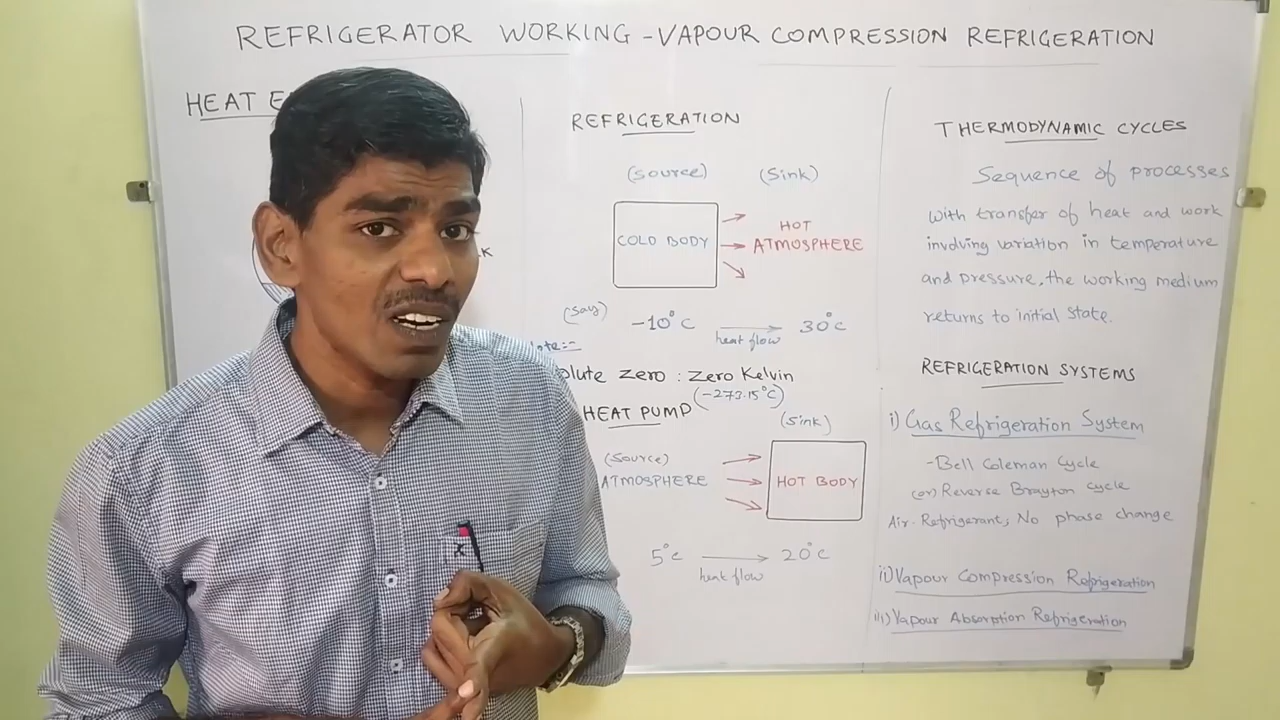 REFRIGERATOR WORKING - VAPOUR COMPRESSION REFRIGERATION
HEAT
REFRIGERATION
(Source) (Sink)
COLD BODY
HOT
ATMOSPHERE
(Say)
-10°C heat flow 30°C
Zero : Zero Kelvin
(-273.15°C)
HEAT PUMP
(Sink)
(Source)
ATMOSPHERE
HOT BODY
5°C heat flow 20°C
THERMODYNAMIC CYCLES
Sequence of processes
with transfer of heat and work
involving variation in temperature
and pressure, the working medium
returns to initial state.
REFRIGERATION SYSTEMS
i) Gas Refrigeration System
- Bell Coleman Cycle
(or) Reverse Brayton Cycle
Air-Refrigerant, No phase change
ii) Vapour Compression Refrigeration
iii) Vapour Absorption Refrigeration